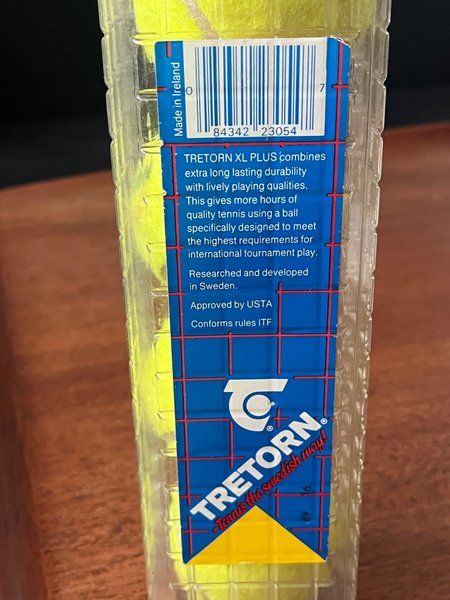 Made in Ireland
0 84342 23054 7
TRETORN XL PLUS combines
extra long lasting durability
with lively playing qualities.
This gives more hours of
quality tennis using a ball
specifically designed to meet
the highest requirements for
international tournament play.
Researched and developed
in Sweden.
Approved by USTA
Conforms rules ITF
®
TRETORN®
-Tennis the swedish way!